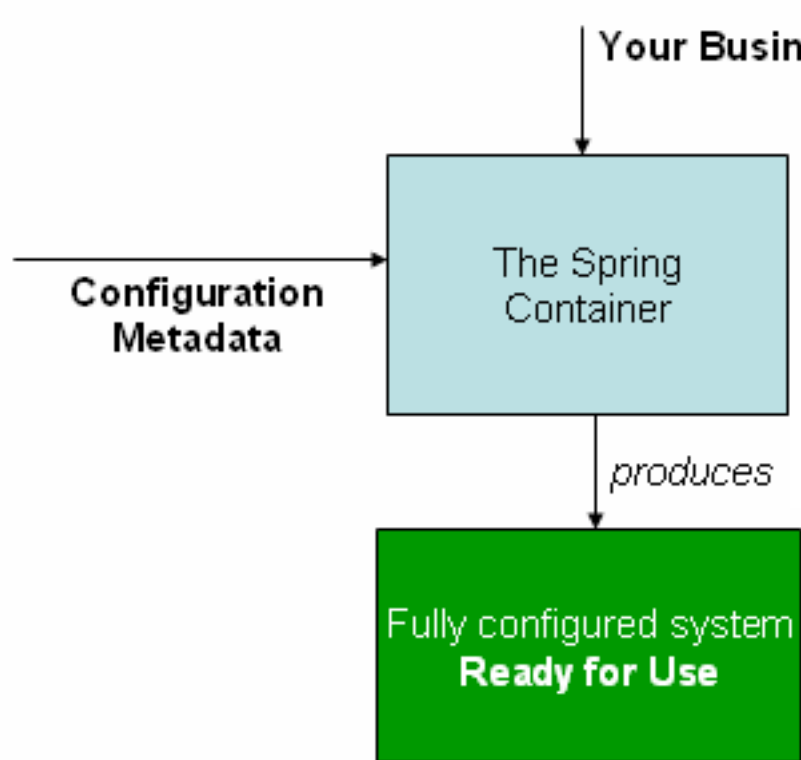 Your Busin
The Spring
Container
Configuration
Metadata
produces
Fully configured system
Ready for Use